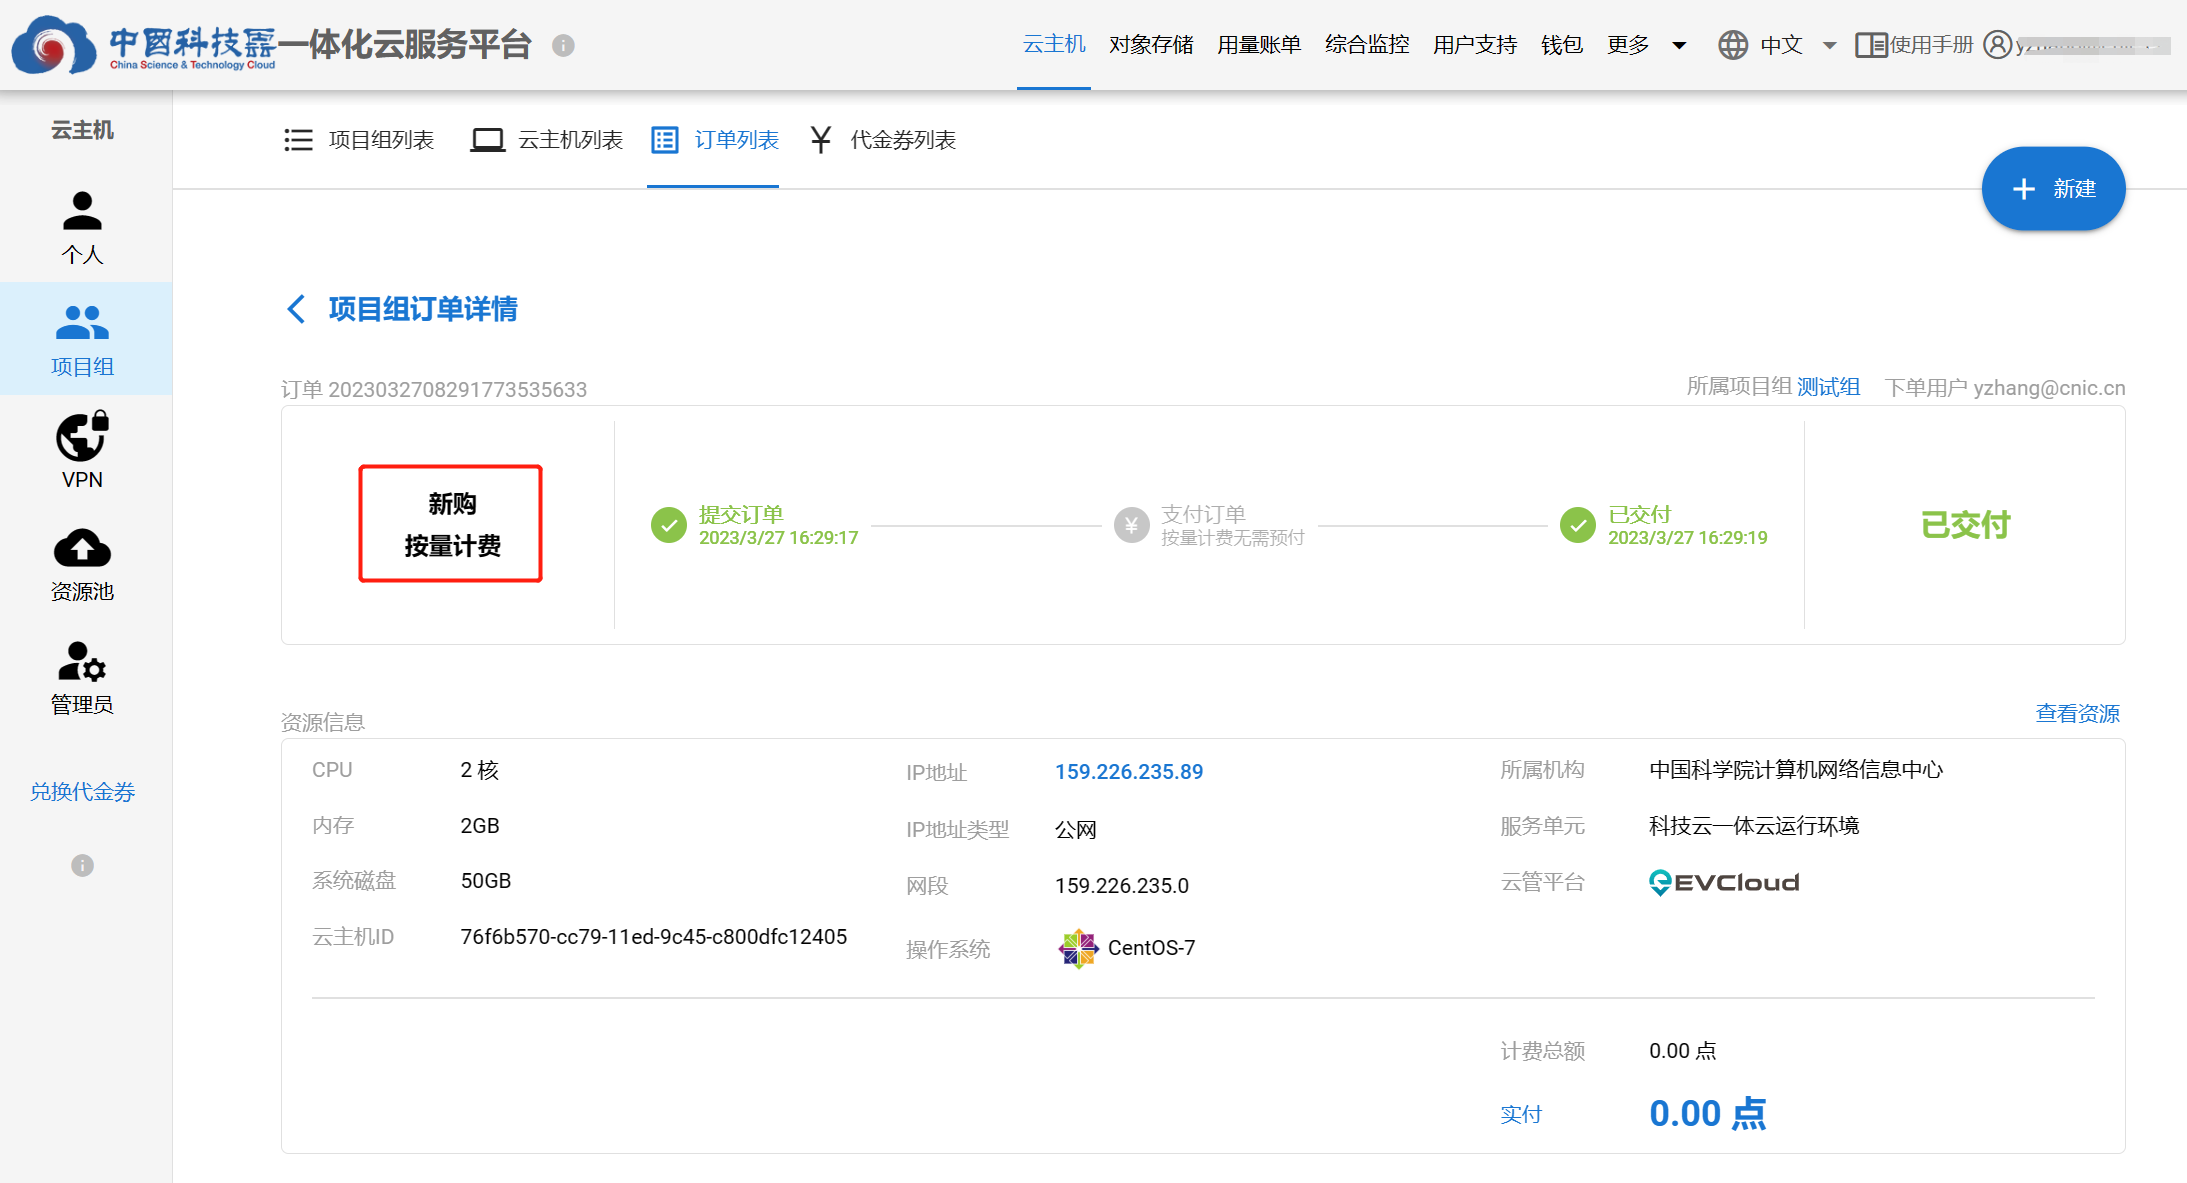 中國科技雲一体化云服务平台
China Science & Technology Cloud
云主机 对象存储 用量账单 综合监控 用户支持 钱包 更多 中文 使用手册
云主机
个人
项目组
VPN
资源池
管理员
兑换代金券
项目组列表 云主机列表 订单列表 ¥ 代金券列表
+ 新建
项目组订单详情
订单 2023032708291773535633
所属项目组 测试组 下单用户 yzhang@cnic.cn
新购
按量计费
提交订单
2023/3/27 16:29:17
¥ 支付订单
按量计费无需预付
已交付
2023/3/27 16:29:19
已交付
资源信息
查看资源
CPU 2 核
内存 2GB
系统磁盘 50GB
云主机ID 76f6b570-cc79-11ed-9c45-c800dfc12405
IP地址 159.226.235.89
IP地址类型 公网
网段 159.226.235.0
操作系统 CentOS-7
所属机构 中国科学院计算机网络信息中心
服务单元 科技云一体云运行环境
云管平台 EVCloud
计费总额 0.00 点
实付 0.00 点